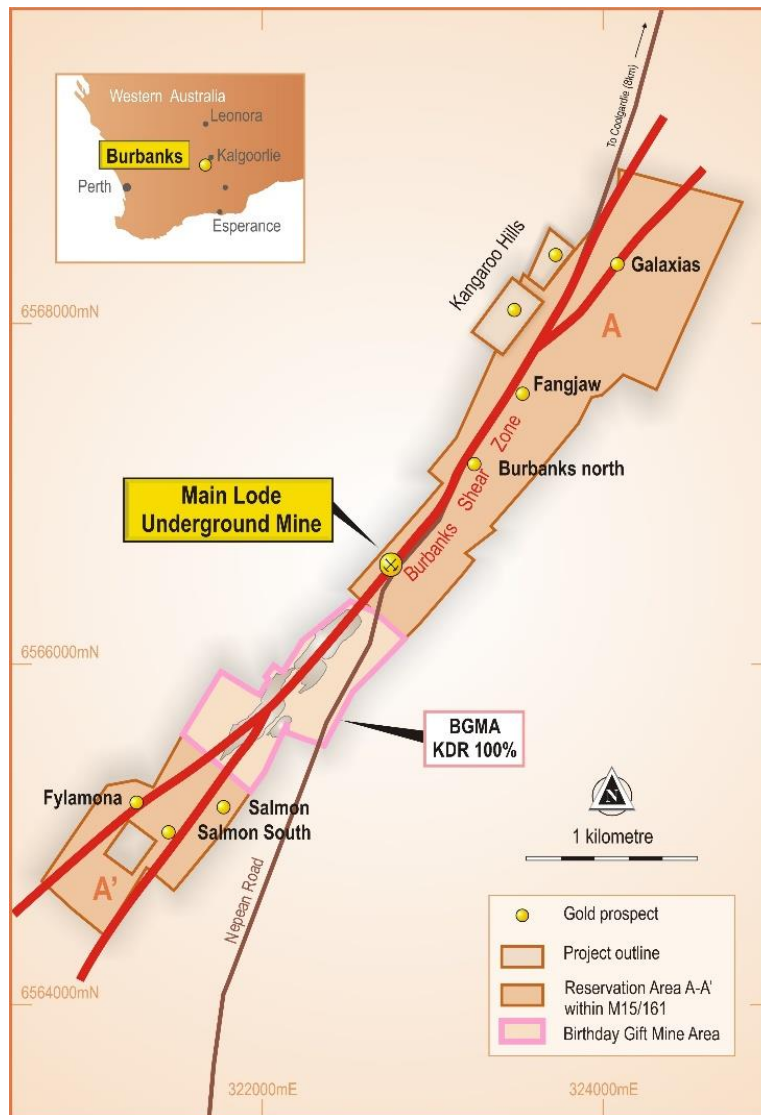 Western Australia
Leonora
Burbanks
Kalgoorlie
Perth
Esperance
To Coolgardie (8km)
Kangaroo Hills
Galaxias
6568000mN
A
Fangjaw
Burbanks north
Burbanks Shear Zone
Main Lode
Underground Mine
6566000mN
BGMA
KDR 100%
Fylamona
Salmon
Salmon South
A'
Nepean Road
N
1 kilometre
Gold prospect
Project outline
Reservation Area A-A'
within M15/161
Birthday Gift Mine Area
6564000mN
322000mE
324000mE